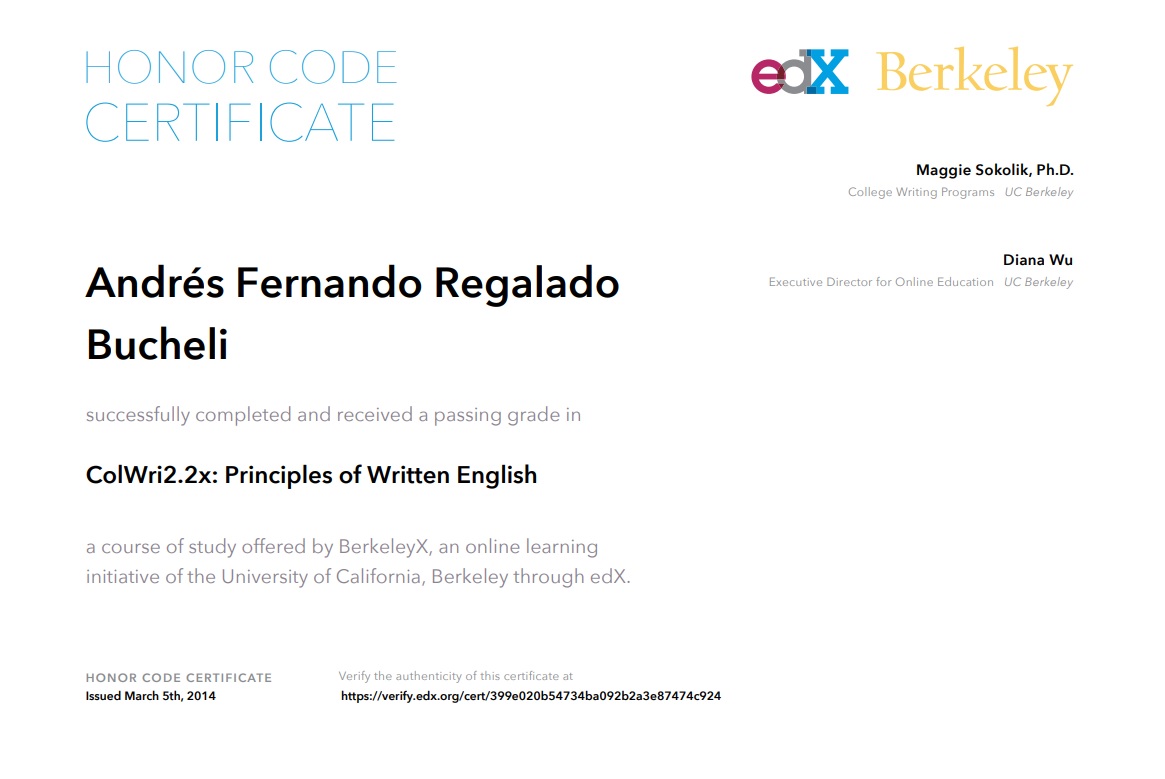 HONOR CODE
CERTIFICATE
edX Berkeley
Maggie Sokolik, Ph.D.
College Writing Programs UC Berkeley
Diana Wu
Executive Director for Online Education UC Berkeley
Andrés Fernando Regalado
Bucheli
successfully completed and received a passing grade in
ColWri2.2x: Principles of Written English
a course of study offered by BerkeleyX, an online learning
initiative of the University of California, Berkeley through edX.
HONOR CODE CERTIFICATE
Issued March 5th, 2014
Verify the authenticity of this certificate at
https://verify.edx.org/cert/399e020b54734ba092b2a3e87474c924